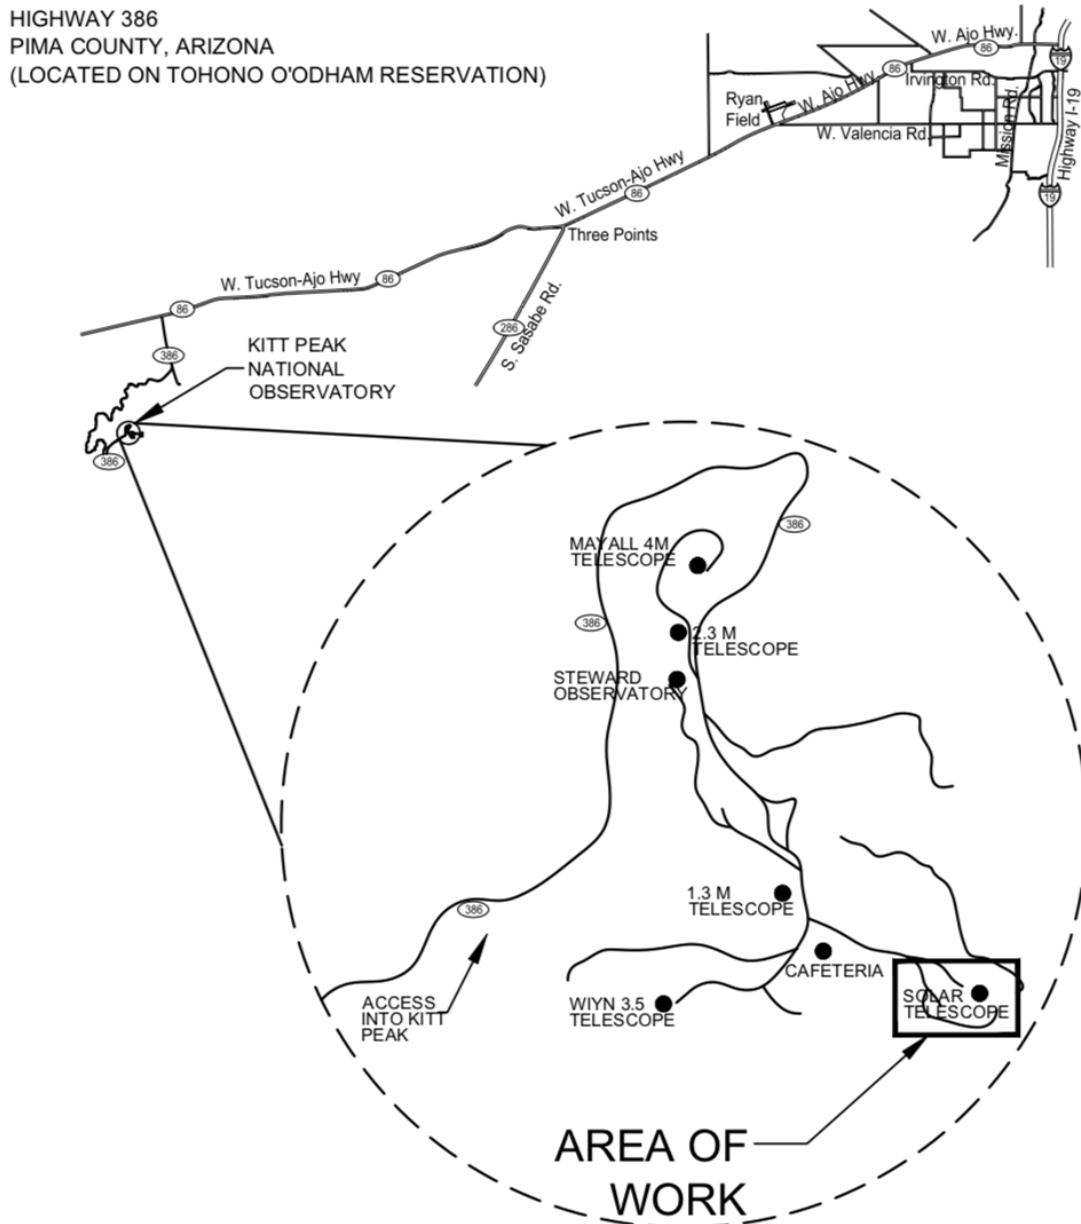 HIGHWAY 386
PIMA COUNTY, ARIZONA
(LOCATED ON TOHONO O'ODHAM RESERVATION)
W. Ajo Hwy.
86
19
86
Irvington Rd.
W. Ajo Hwy
Ryan
Field
W. Valencia Rd.
Mission Rd.
Highway I-19
19
W. Tucson-Ajo Hwy
86
Three Points
W. Tucson-Ajo Hwy
86
86
286
S. Sasabe Rd.
386
KITT PEAK
NATIONAL
OBSERVATORY
386
386
MAYALL 4M
TELESCOPE
386
2.3 M
TELESCOPE
STEWARD
OBSERVATORY
1.3 M
TELESCOPE
386
CAFETERIA
ACCESS
INTO KITT
PEAK
WIYN 3.5
TELESCOPE
SOLAR
TELESCOPE
AREA OF
WORK